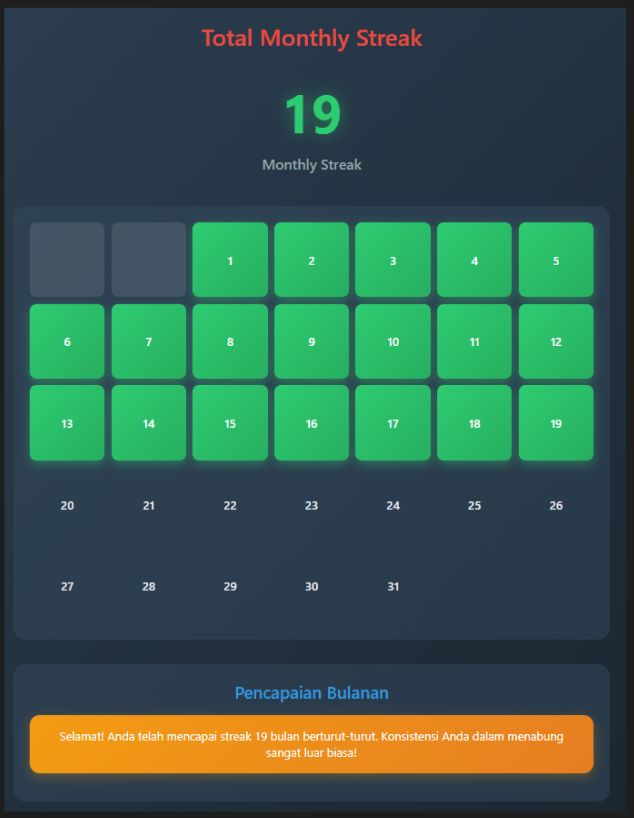 Total Monthly Streak
19
Monthly Streak
1 2 3 4 5
6 7 8 9 10 11 12
13 14 15 16 17 18 19
20 21 22 23 24 25 26
27 28 29 30 31
Pencapaian Bulanan
Selamat! Anda telah mencapai streak 19 bulan berturut-turut. Konsistensi Anda dalam menabung
sangat luar biasa!